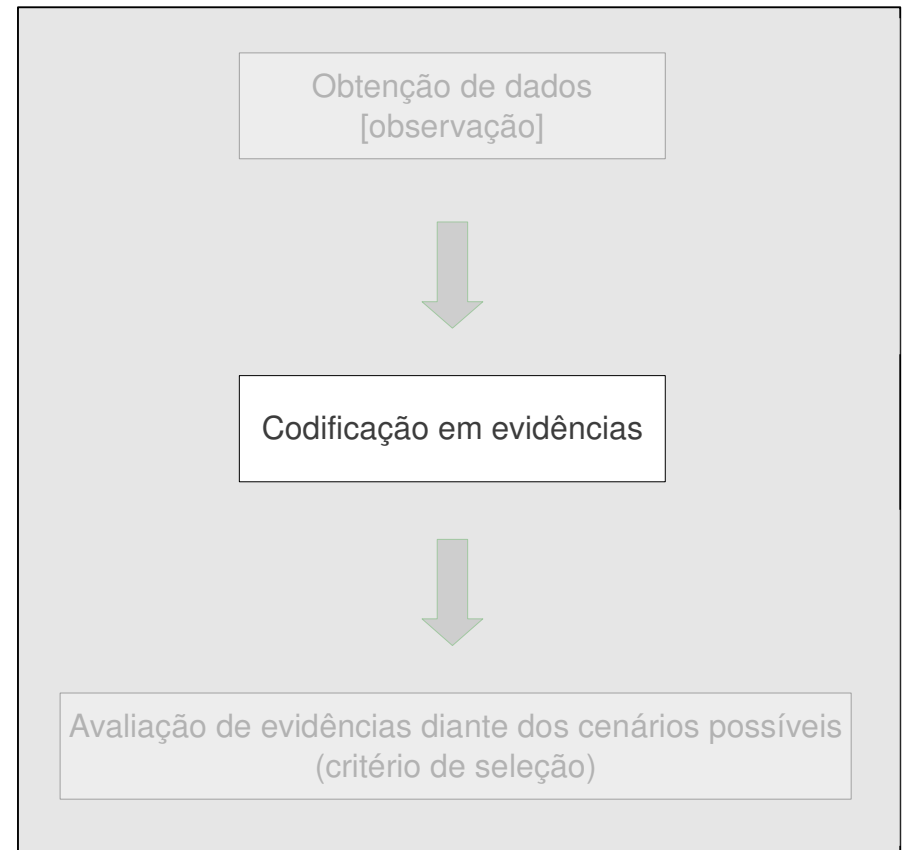 Obtenção de dados
[observação]
Codificação em evidências
Avaliação de evidências diante dos cenários possíveis
(critério de seleção)